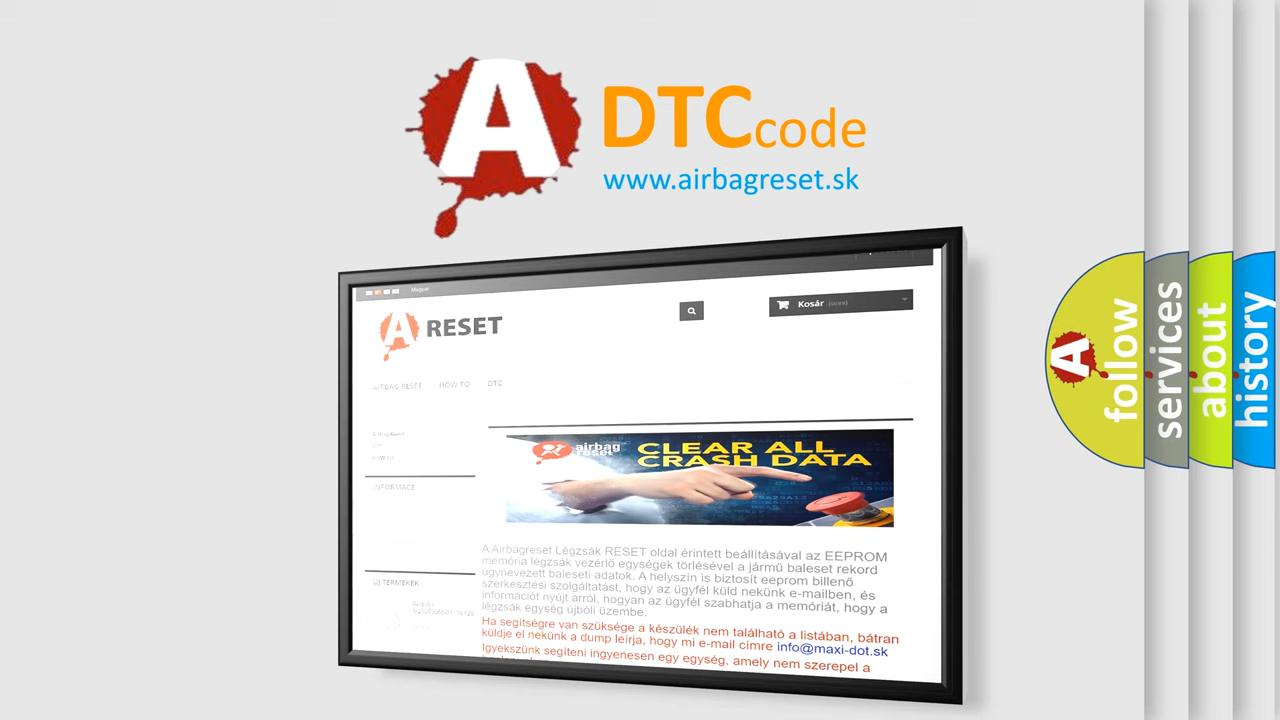 A DTC code
www.airbagreset.sk
Magyar
A RESET
Kosár (üres)
AIRBAG RESET HOW TO DTC
INFORMACE
airbag
reset
CLEAR ALL
CRASH DATA
A Airbagreset Légzsák RESET oldal érintett beállításával az EEPROM
memória légzsák vezérlő egységek törlésével a jármű baleset rekord
úgynevezett baleseti adatok. A helyszín is biztosít eeprom billenő
szerkesztési szolgáltatást, hogy az ügyfél küld nekünk e-mailben, és
információt nyújt arról, hogyan az ügyfél szabhatja a memóriát, hogy a
légzsák egység újbóli üzembe.
Ha segítségre van szüksége a készülék nem található a listában, bátran
küldje el nekünk a dump leírja, hogy mi e-mail címre info@maxi-dot.sk
Igyekszünk segíteni ingyenesen egy egység, amely nem szerepel a
ÚJ TERMÉKEK
A follow
services
about
history